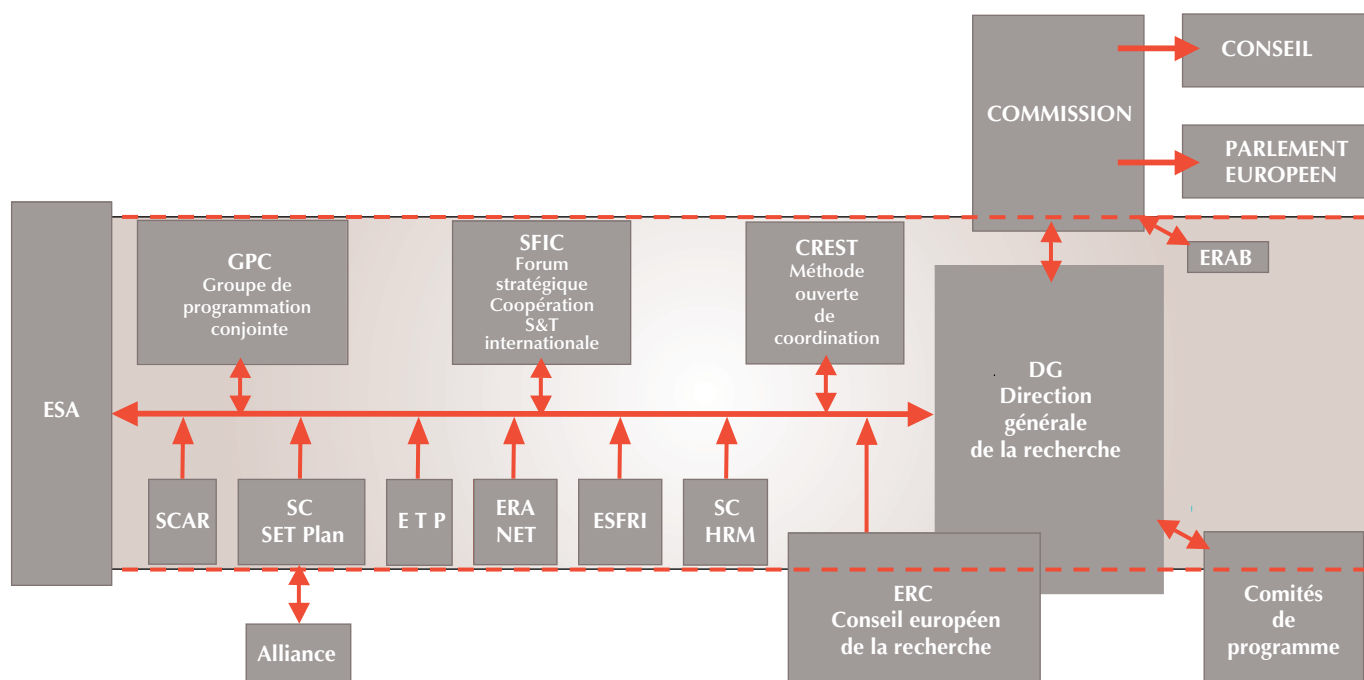 CONSEIL
COMMISSION
PARLEMENT
EUROPEEN
ERAB
GPC
Groupe de
programmation
conjointe
SFIC
Forum
stratégique
Coopération
S&T
internationale
CREST
Méthode
ouverte
de
coordination
ESA
DG
Direction
générale
de la recherche
SCAR
SC
SET Plan
E T P
ERA
NET
ESFRI
SC
HRM
ERC
Conseil européen
de la recherche
Comités
de
programme
Alliance